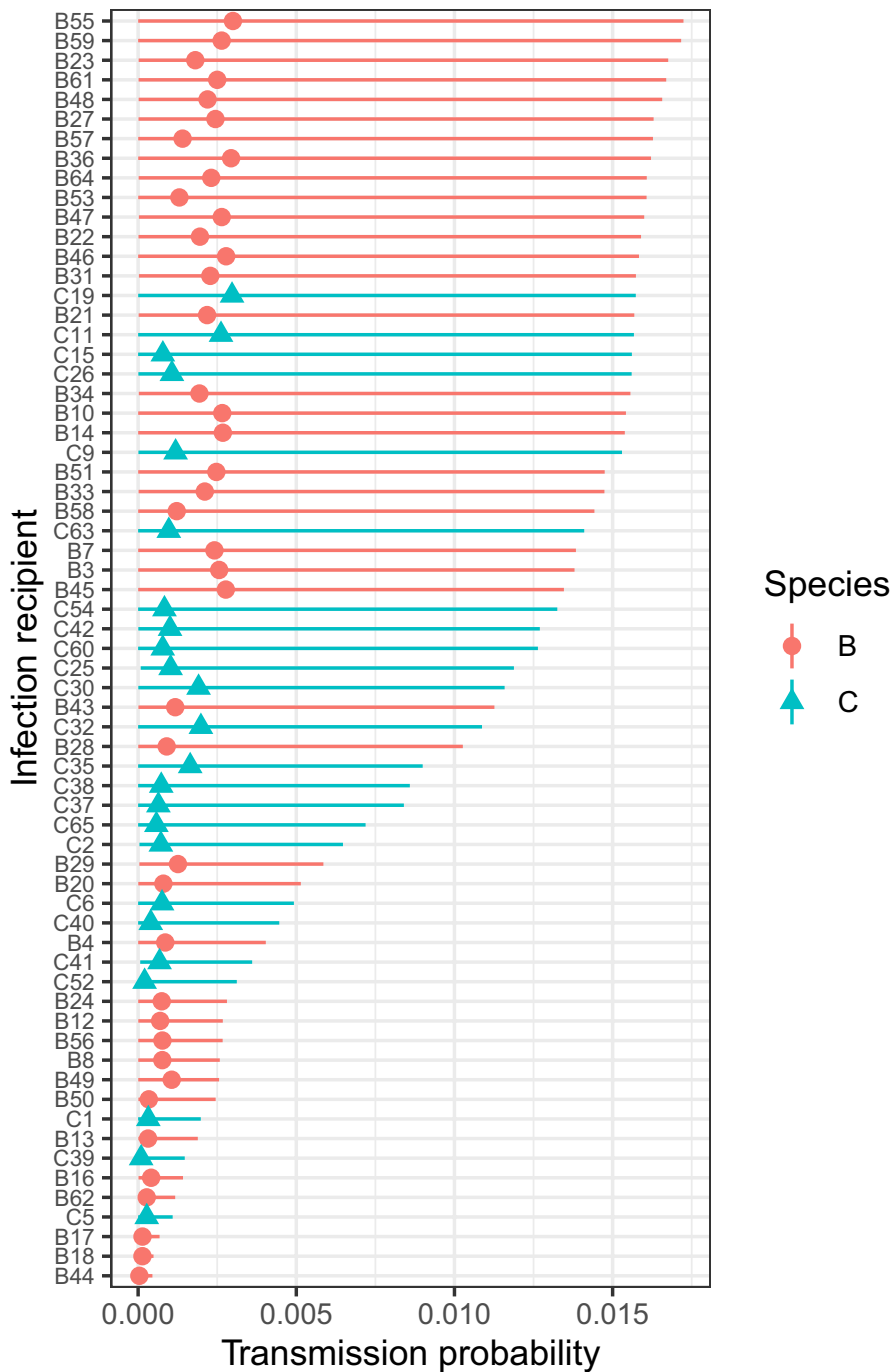 B55
B59
B23
B61
B48
B27
B57
B36
B64
B53
B47
B22
B46
B31
C19
B21
C11
C15
C26
B34
B10
B14
C9
B51
B33
B58
C63
B7
B3
B45
C54
C42
C60
C25
C30
B43
C32
B28
C35
C38
C37
C65
C2
B29
B20
C6
C40
B4
C41
C52
B24
B12
B56
B8
B49
B50
C1
B13
C39
B16
B62
C5
B17
B18
B44
Infection recipient
0.000 0.005 0.010 0.015
Transmission probability
Species
B
C